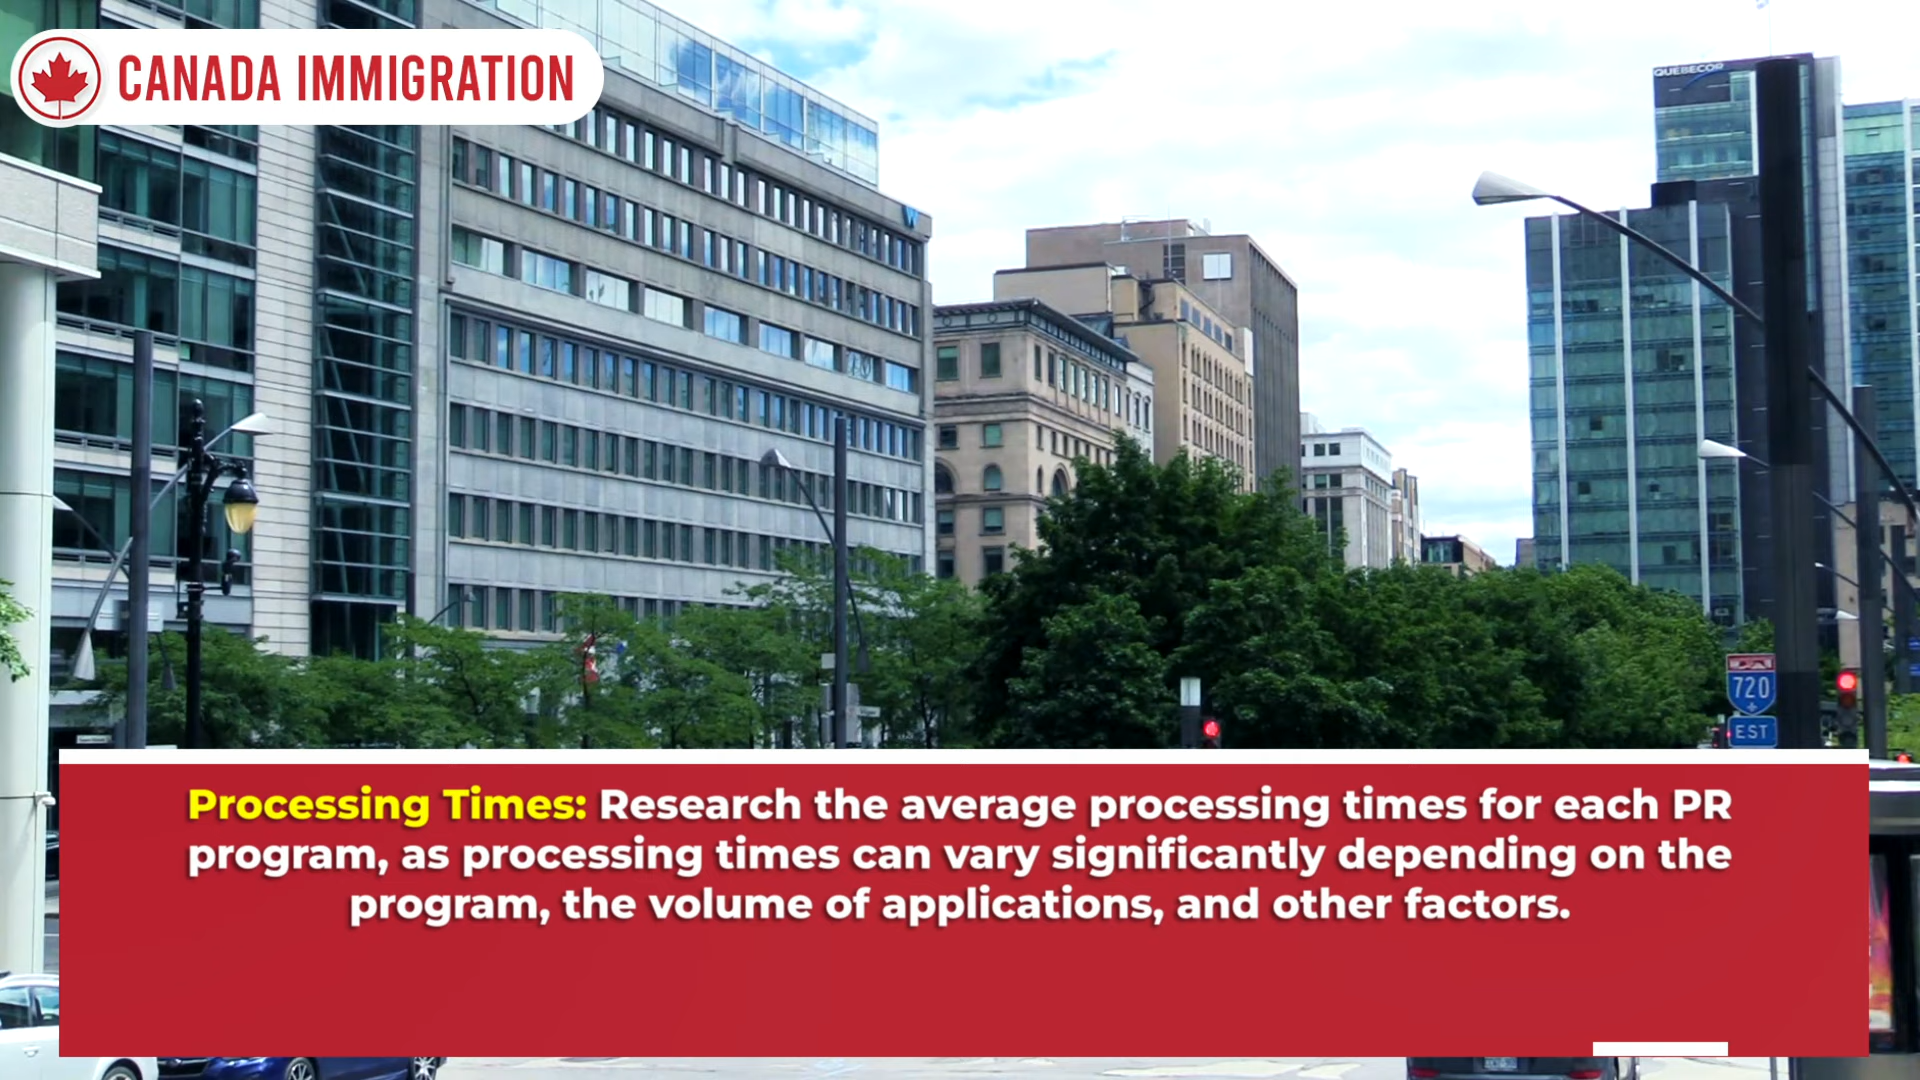 CANADA IMMIGRATION
QUEBECOR
W
720
EST
Processing Times: Research the average processing times for each PR
program, as processing times can vary significantly depending on the
program, the volume of applications, and other factors.